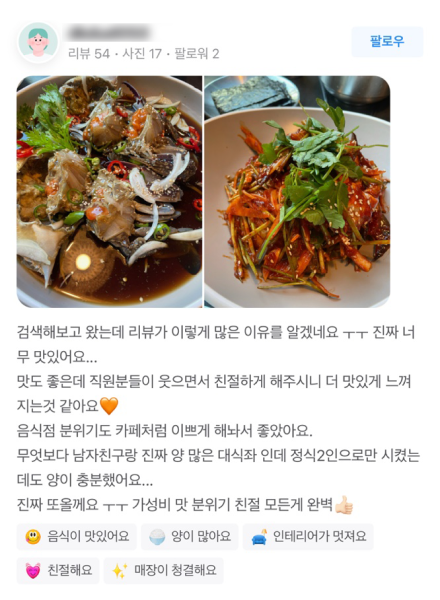 리뷰 54 · 사진 17 · 팔로워 2
팔로우
검색해보고 왔는데 리뷰가 이렇게 많은 이유를 알겠네요 ㅜㅜ 진짜 너
무 맛있어요...
맛도 좋은데 직원분들이 웃으면서 친절하게 해주시니 더 맛있게 느껴
지는것 같아요🧡
음식점 분위기도 카페처럼 이쁘게 해놔서 좋았아요.
무엇보다 남자친구랑 진짜 양 많은 대식좌 인데 정식2인으로만 시켰는
데도 양이 충분했어요...
진짜 또올께요 ㅜㅜ 가성비 맛 분위기 친절 모든게 완벽👍🏻
😋 음식이 맛있어요
🍚 양이 많아요
🛋️ 인테리어가 멋져요
💓 친절해요
✨ 매장이 청결해요